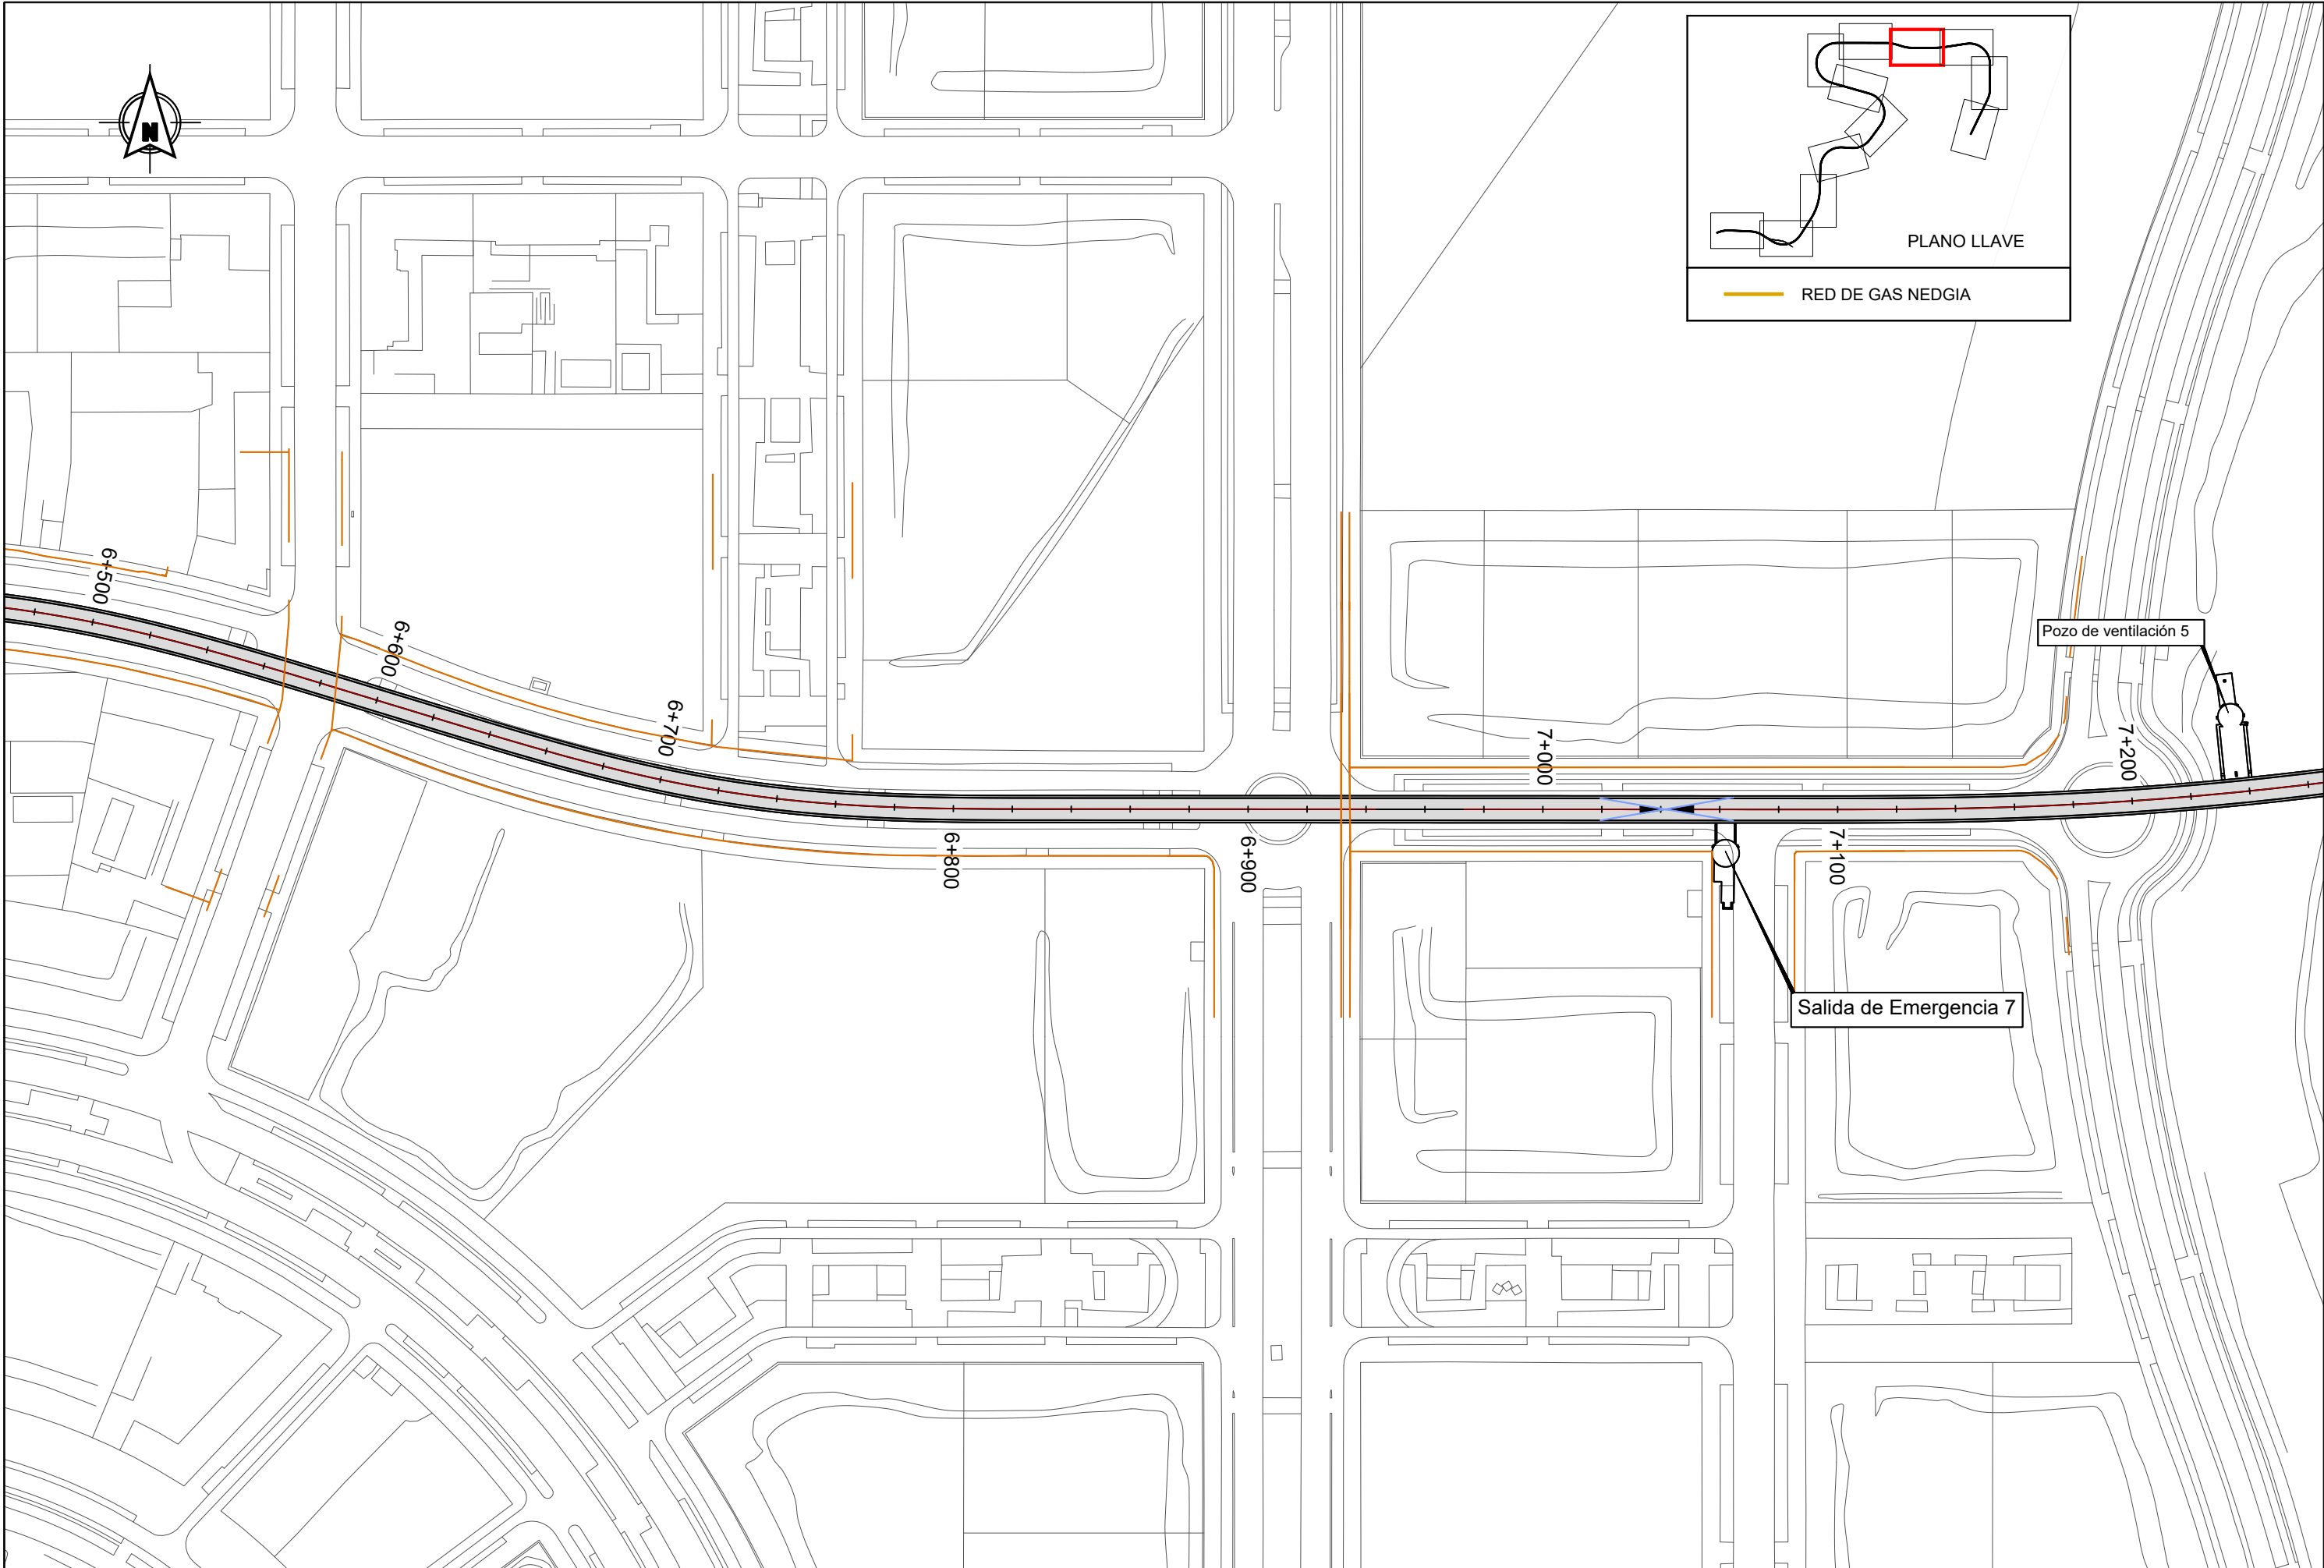 N
PLANO LLAVE
RED DE GAS NEDGIA
6+500
6+600
6+700
6+800
6+900
7+000
7+100
7+200
Pozo de ventilación 5
Salida de Emergencia 7